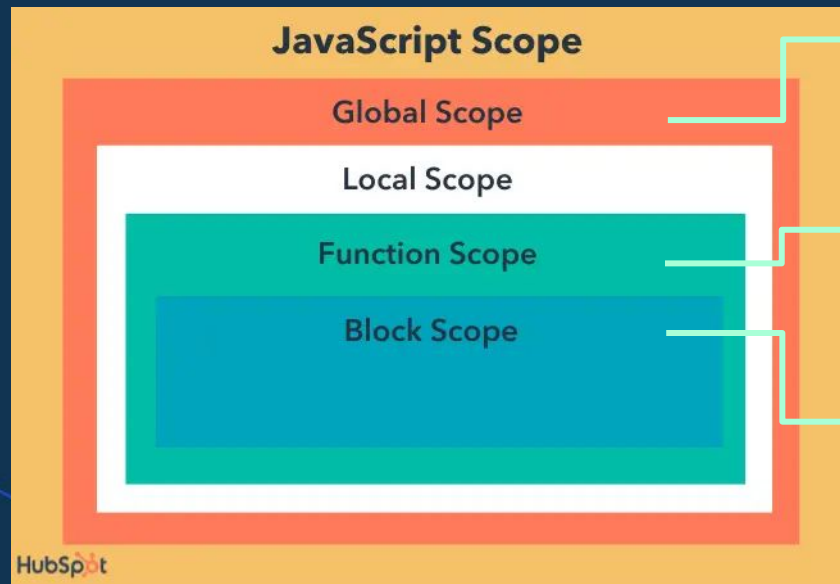 JavaScript Scope
Global Scope
Local Scope
Function Scope
Block Scope
HubSpot